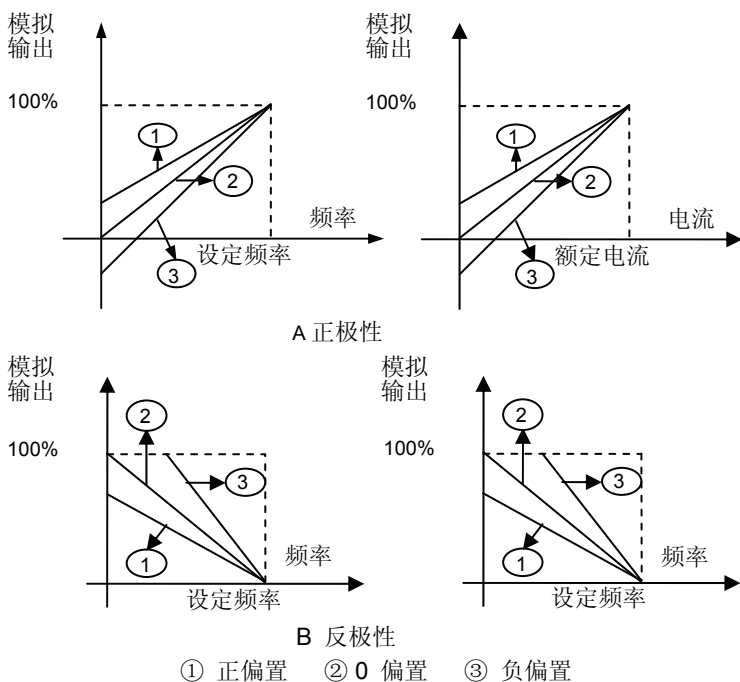 模拟
输出
100%
①
②
③
频率
设定频率
模拟
输出
100%
①
②
③
电流
额定电流
A 正极性
模拟
输出
100%
②
③
①
频率
设定频率
模拟
输出
100%
②
③
①
频率
设定频率
B 反极性
① 正偏置 ② 0 偏置 ③ 负偏置